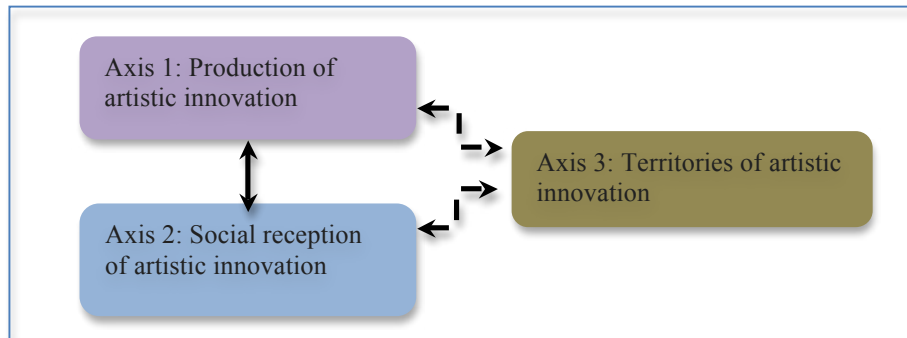 Axis 1: Production of
artistic innovation
Axis 3: Territories of artistic
innovation
Axis 2: Social reception
of artistic innovation